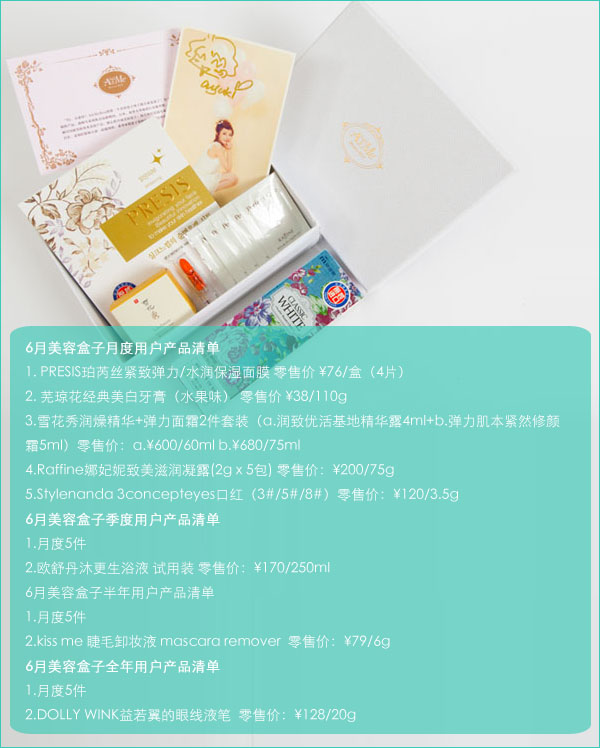 A&Me
PRESIS
invigorating your face
CLASSIC
WHITE
6月美容盒子月度用户产品清单
1. PRESIS珀芮丝紧致弹力/水润保湿面膜 零售价 ¥76/盒（4片）
2. 芜琼花经典美白牙膏（水果味） 零售价 ¥38/110g
3.雪花秀润燥精华+弹力面霜2件套装（a.润致优活基地精华露4ml+b.弹力肌本紧然修颜
霜5ml）零售价：a.¥600/60ml b.¥680/75ml
4.Raffine娜妃妮致美滋润凝露(2g x 5包) 零售价：¥200/75g
5.Stylenanda 3concepteyes口红（3#/5#/8#）零售价：¥120/3.5g
6月美容盒子季度用户产品清单
1.月度5件
2.欧舒丹沐更生浴液 试用装 零售价：¥170/250ml
6月美容盒子半年用户产品清单
1.月度5件
2.kiss me 睫毛卸妆液 mascara remover 零售价：¥79/6g
6月美容盒子全年用户产品清单
1.月度5件
2.DOLLY WINK益若翼的眼线液笔 零售价：¥128/20g